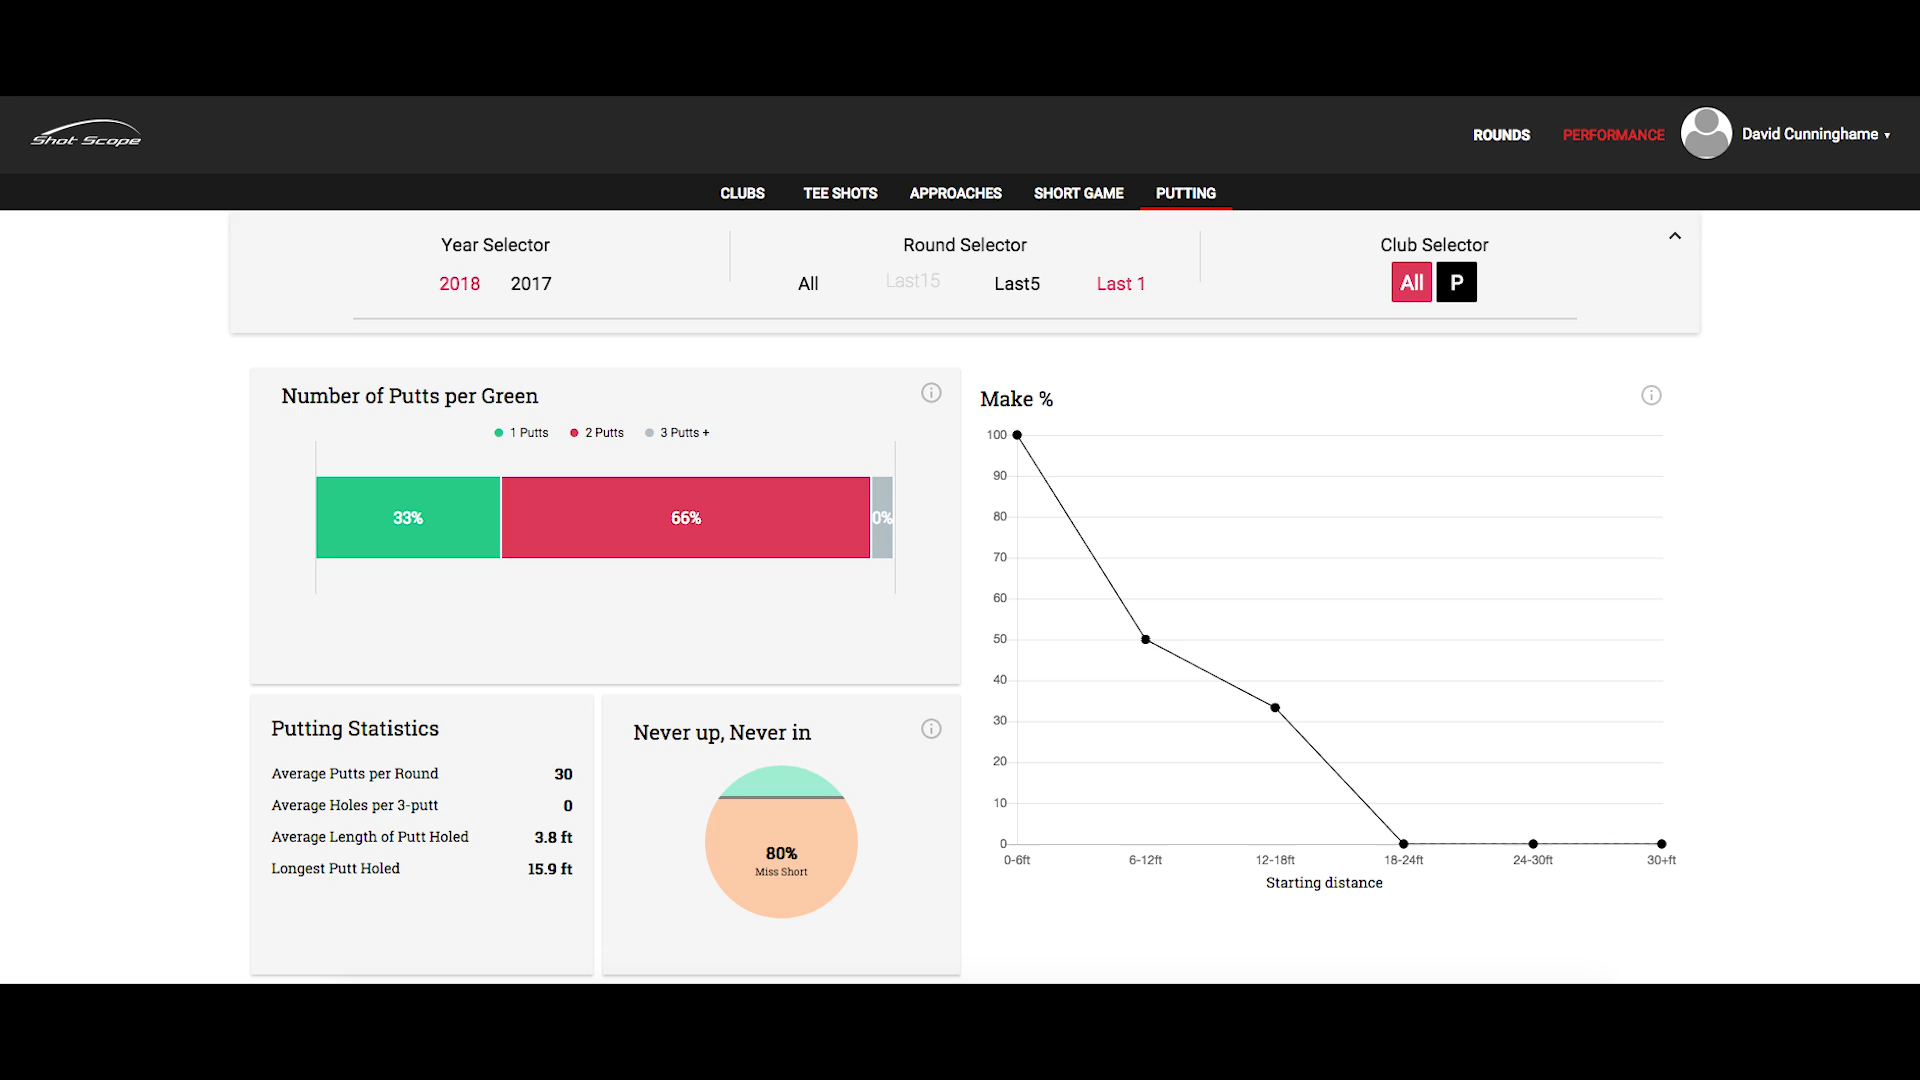 Shot Scope
ROUNDS PERFORMANCE David Cunninghame
CLUBS TEE SHOTS APPROACHES SHORT GAME PUTTING
Year Selector Round Selector Club Selector
2018 2017 All Last15 Last5 Last 1 All P
Number of Putts per Green
1 Putts 2 Putts 3 Putts +
33% 66% 0%
Putting Statistics
Average Putts per Round 30
Average Holes per 3-putt 0
Average Length of Putt Holed 3.8 ft
Longest Putt Holed 15.9 ft
Never up, Never in
80%
Miss Short
Make %
100
90
80
70
60
50
40
30
20
10
0
0-6ft 6-12ft 12-18ft 18-24ft 24-30ft 30+ft
Starting distance